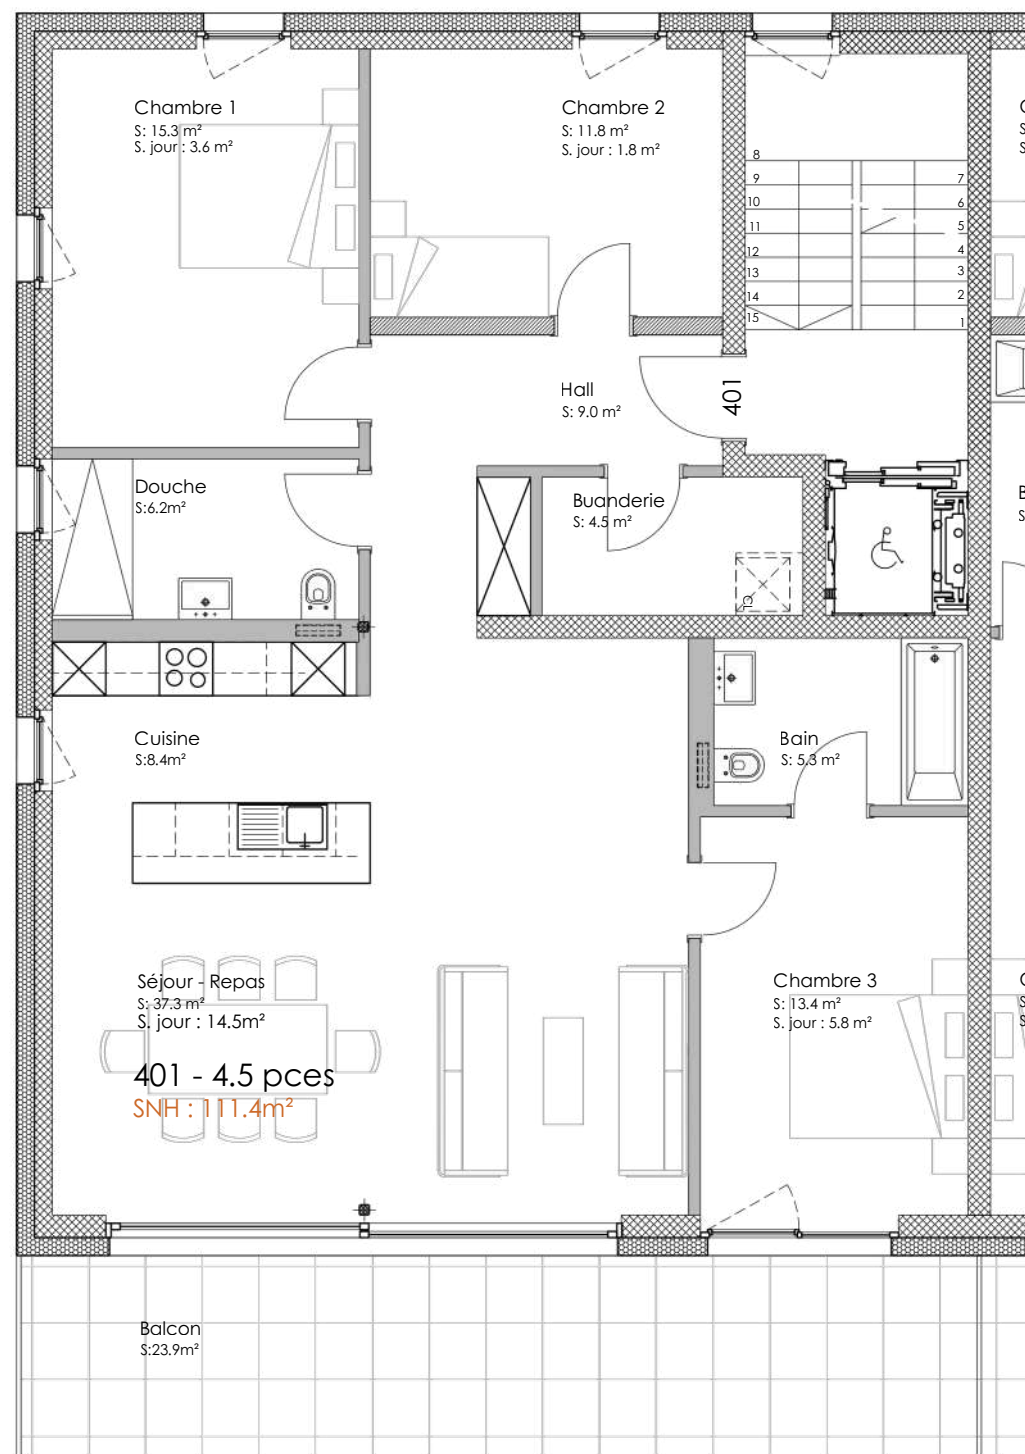 Chambre 1
S: 15.3 m²
S. jour : 3.6 m²
Chambre 2
S: 11.8 m²
S. jour : 1.8 m²
8
9
10
11
12
13
14
15
7
6
5
4
3
2
1
Hall
S: 9.0 m²
401
Douche
S:6.2m²
Buanderie
S: 4.5 m²
CL
Cuisine
S:8.4m²
Bain
S: 5.3 m²
Séjour - Repas
S: 37.3 m²
S. jour : 14.5m²
401 - 4.5 pces
SNH : 111.4m²
Chambre 3
S: 13.4 m²
S. jour : 5.8 m²
Balcon
S:23.9m²